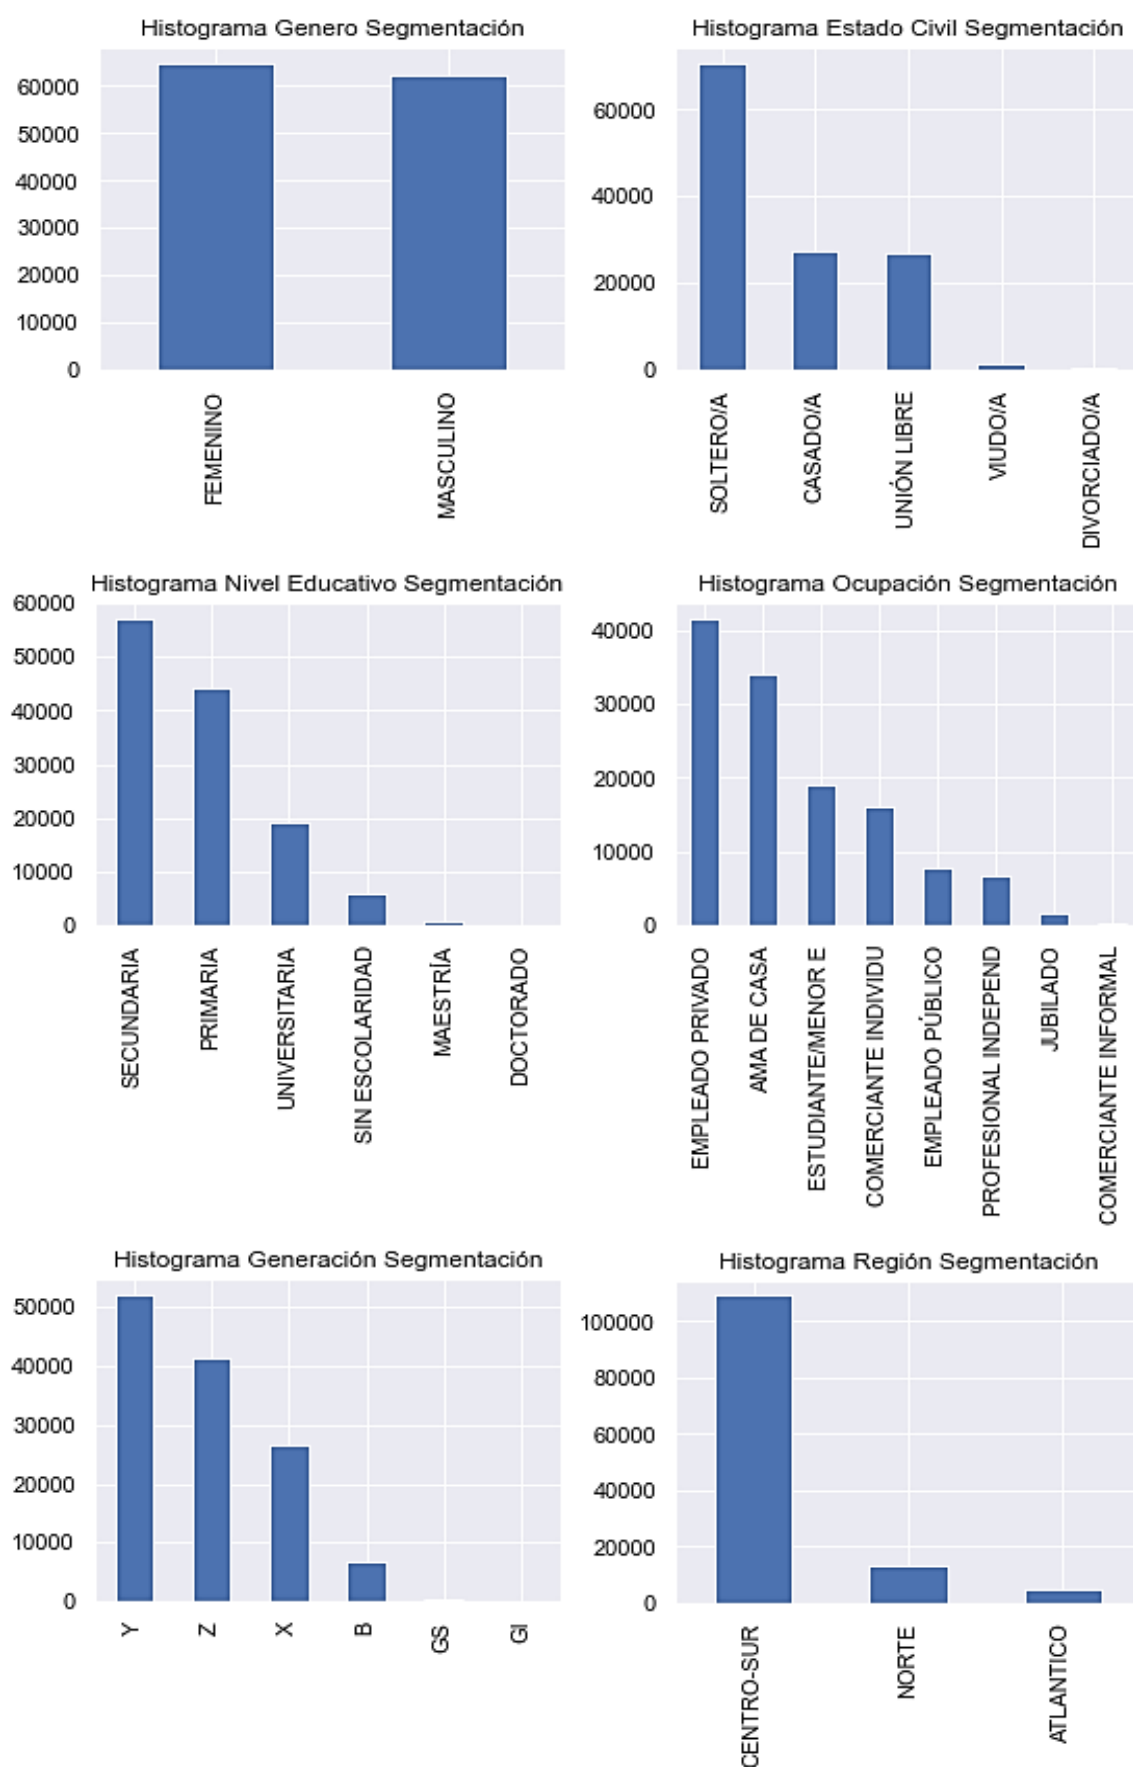 Histograma Genero Segmentación
60000
50000
40000
30000
20000
10000
0
FEMENINO
MASCULINO
Histograma Estado Civil Segmentación
60000
40000
20000
0
SOLTERO/A
CASADO/A
UNIÓN LIBRE
VIUDO/A
DIVORCIADO/A
Histograma Nivel Educativo Segmentación
60000
50000
40000
30000
20000
10000
0
SECUNDARIA
PRIMARIA
UNIVERSITARIA
SIN ESCOLARIDAD
MAESTRÍA
DOCTORADO
Histograma Ocupación Segmentación
40000
30000
20000
10000
0
EMPLEADO PRIVADO
AMA DE CASA
ESTUDIANTE/MENOR E
COMERCIANTE INDIVIDU
EMPLEADO PÚBLICO
PROFESIONAL INDEPEND
JUBILADO
COMERCIANTE INFORMAL
Histograma Generación Segmentación
50000
40000
30000
20000
10000
0
Y
Z
X
B
GS
GI
Histograma Región Segmentación
100000
80000
60000
40000
20000
0
CENTRO-SUR
NORTE
ATLANTICO